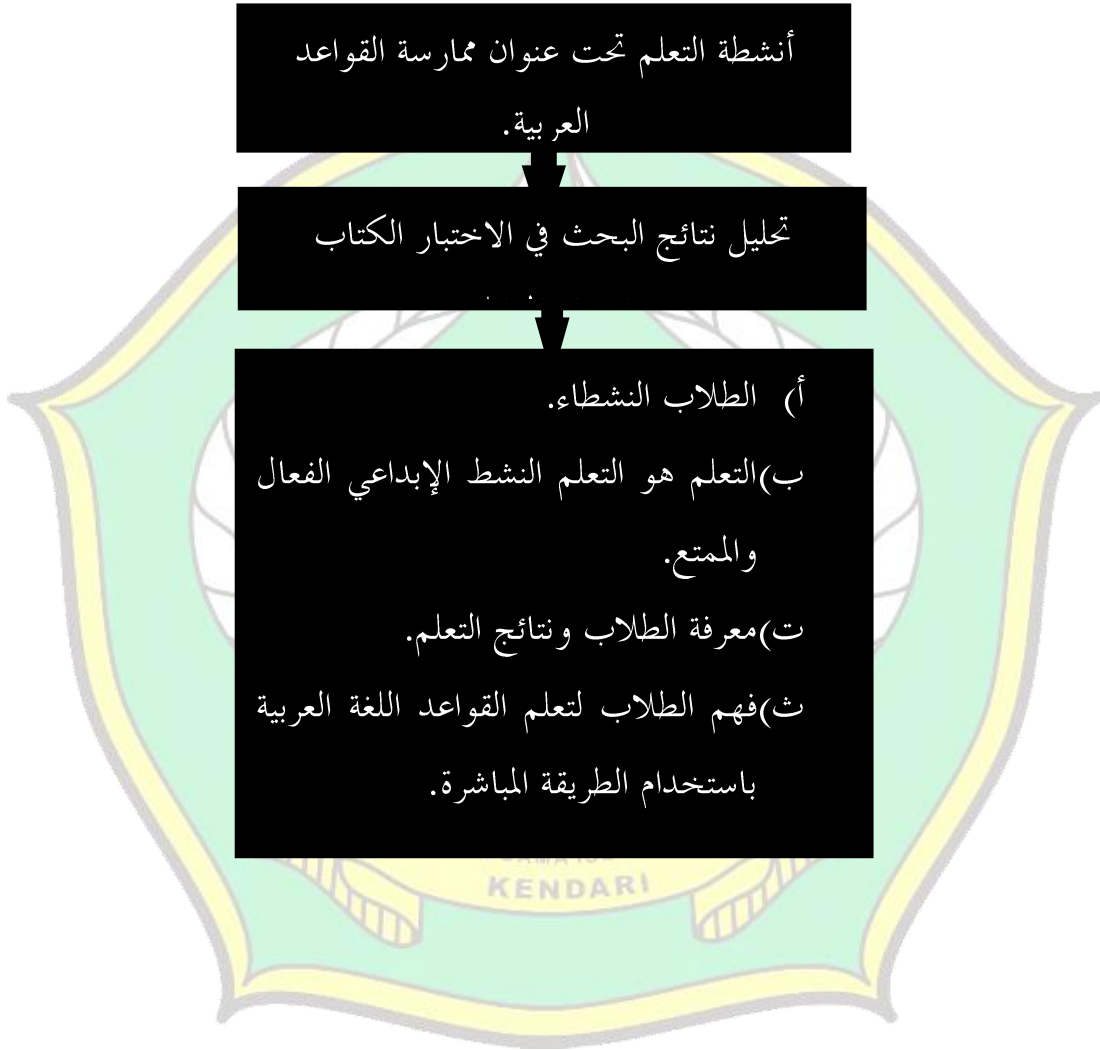 أنشطة التعلم تحت عنوان ممارسة القواعد
العربية.
تحليل نتائج البحث في الاختبار الكتاب
أ) الطلاب النشطاء.
ب)التعلم هو التعلم النشط الإبداعي الفعال
والممتع.
ت)معرفة الطلاب ونتائج التعلم.
ث)فهم الطلاب لتعلم القواعد اللغة العربية
باستخدام الطريقة المباشرة.
KENDARI